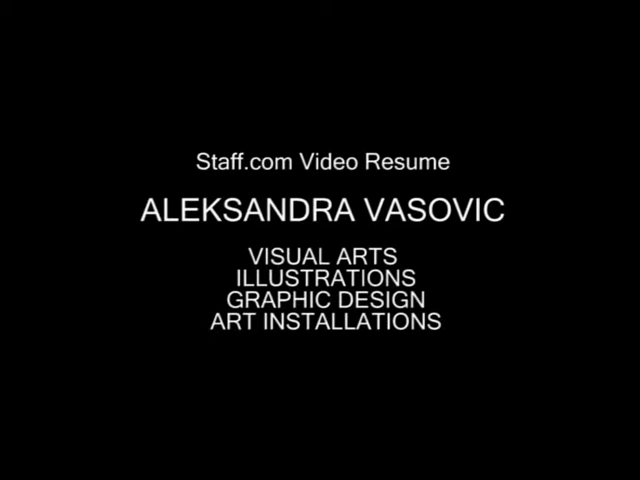 Staff.com Video Resume
ALEKSANDRA VASOVIC
VISUAL ARTS
ILLUSTRATIONS
GRAPHIC DESIGN
ART INSTALLATIONS